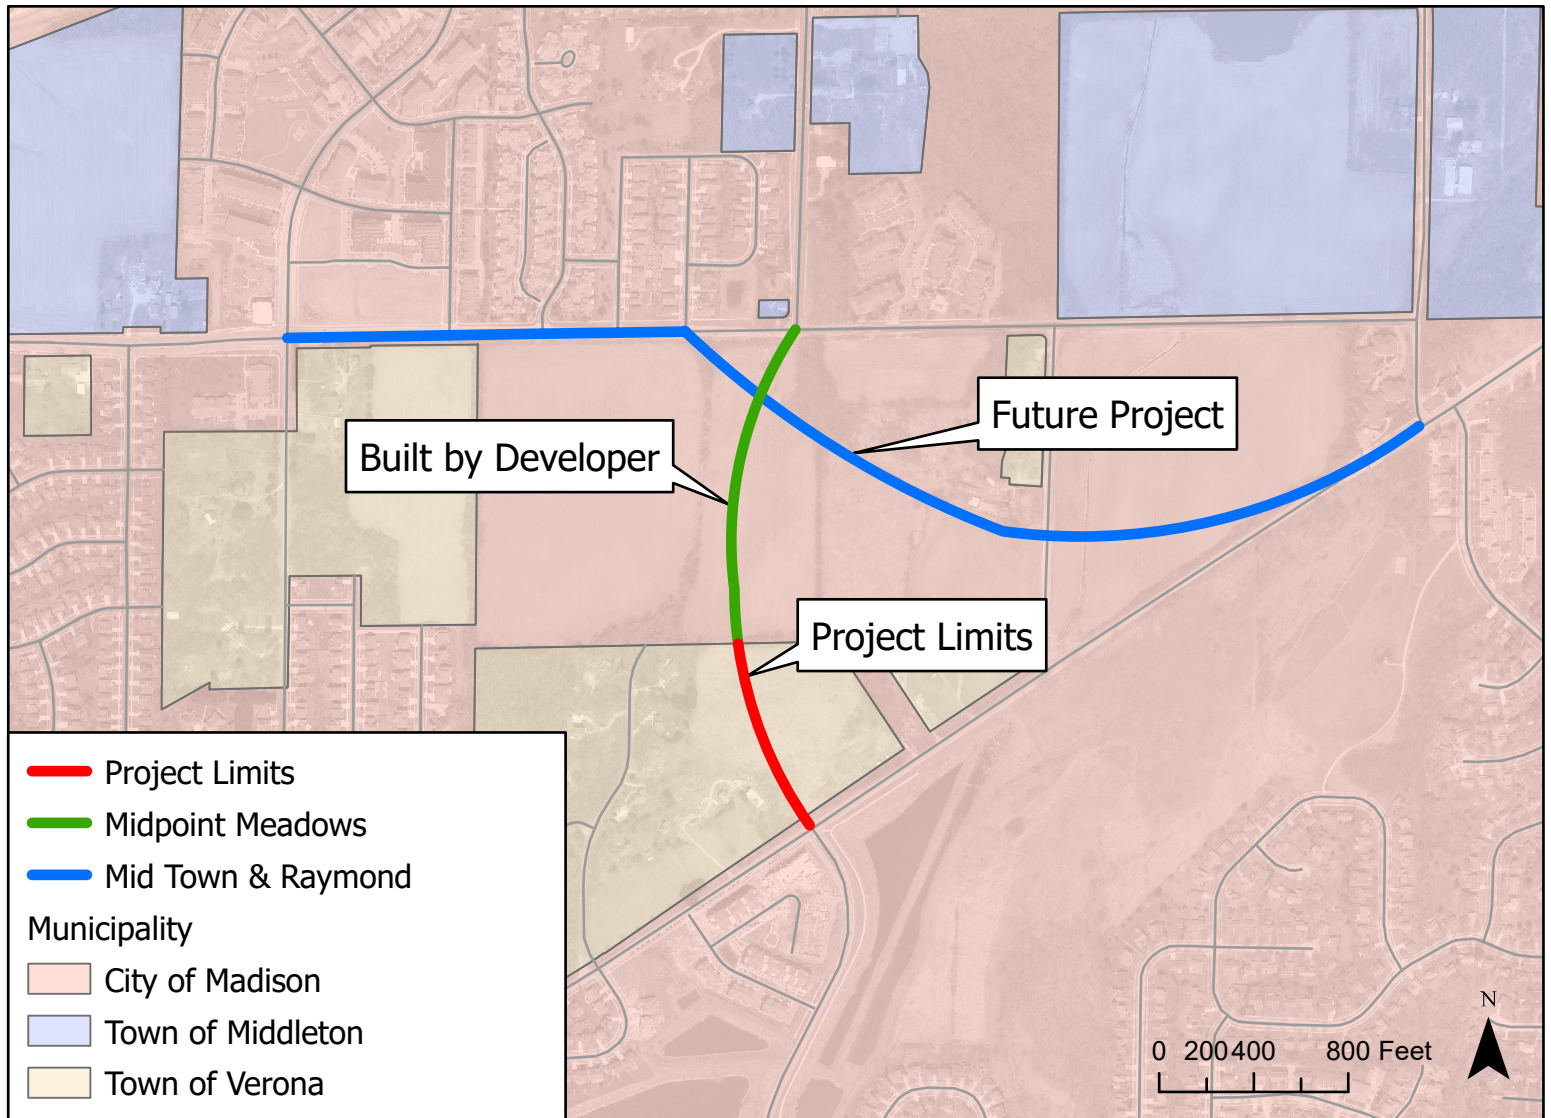 Future Project
Built by Developer
Project Limits
Project Limits
Midpoint Meadows
Mid Town & Raymond
Municipality
City of Madison
Town of Middleton
Town of Verona
N
0 200 400 800 Feet